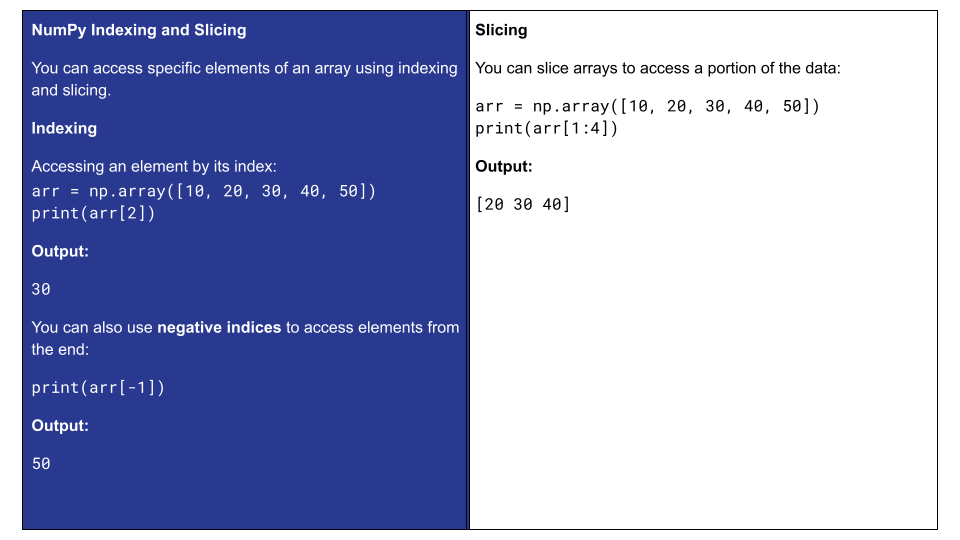 NumPy Indexing and Slicing
You can access specific elements of an array using indexing
and slicing.
Indexing
Accessing an element by its index:
arr = np.array([10, 20, 30, 40, 50])
print(arr[2])
Output:
30
You can also use negative indices to access elements from
the end:
print(arr[-1])
Output:
50
Slicing
You can slice arrays to access a portion of the data:
arr = np.array([10, 20, 30, 40, 50])
print(arr[1:4])
Output:
[20 30 40]